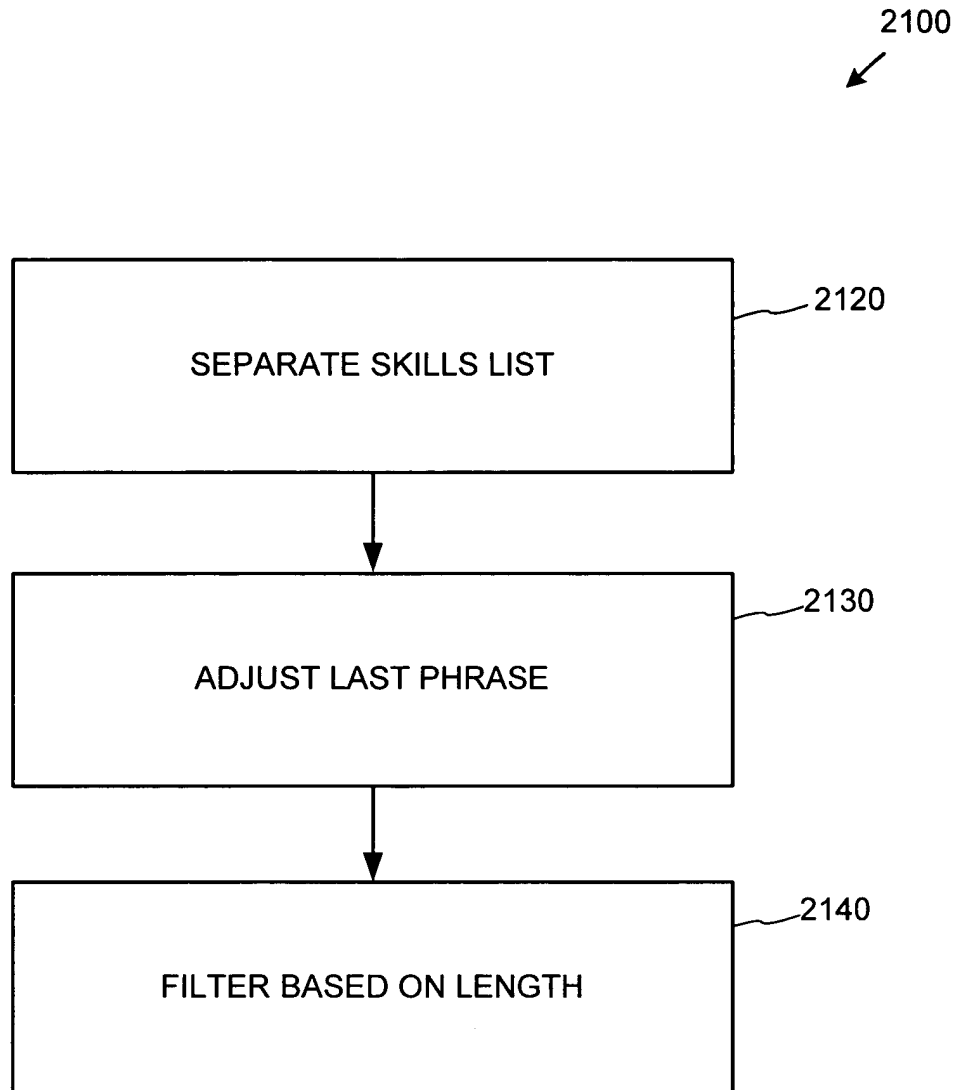 2100
2120
SEPARATE SKILLS LIST
2130
ADJUST LAST PHRASE
2140
FILTER BASED ON LENGTH